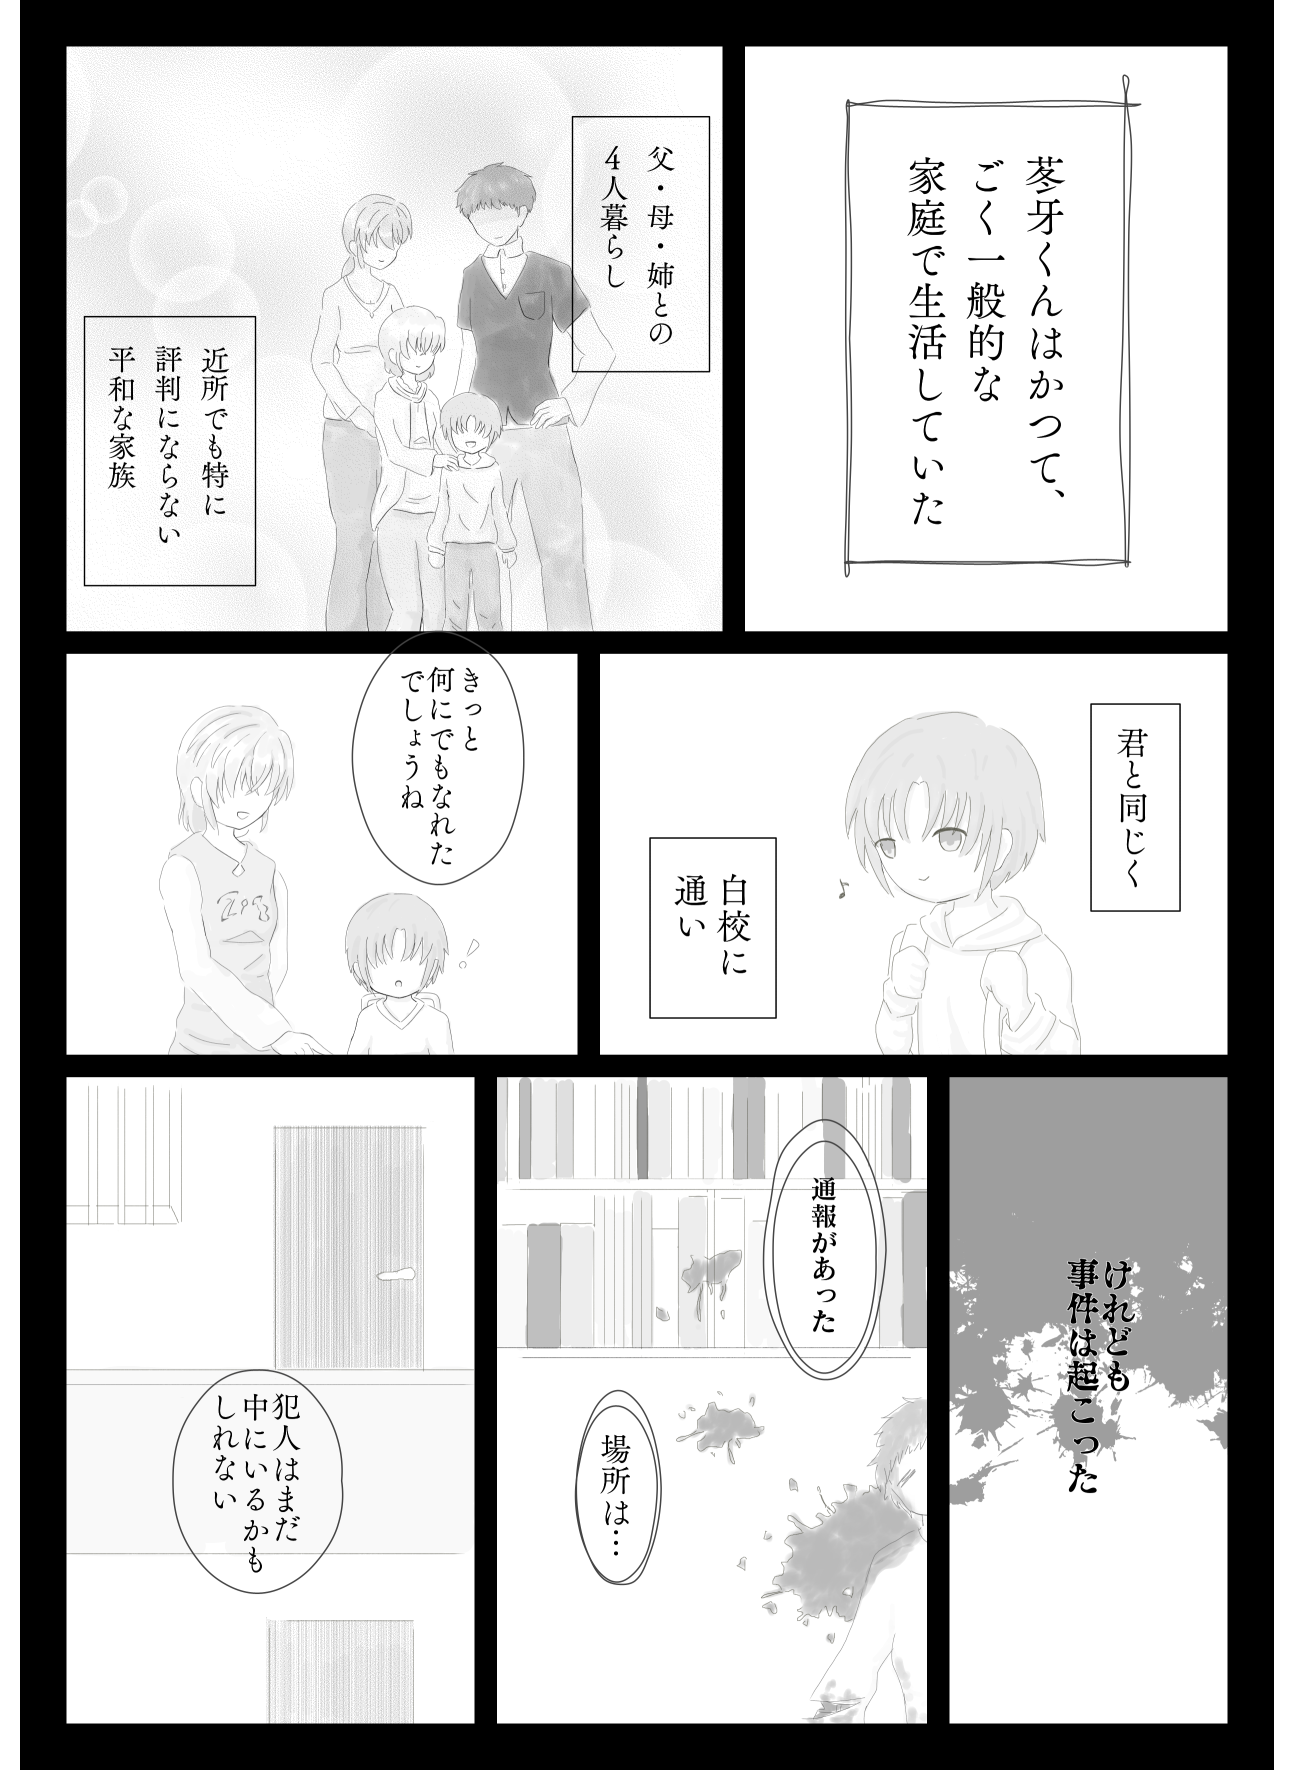 苳牙くんはかつて、
ごく一般的な
家庭で生活していた
父・母・姉との
4人暮らし
近所でも特に
評判にならない
平和な家族
君と同じく
白校に
通い
きっと
何にでもなれた
でしょうね
けれども
事件は起こった
通報があった
場所は…
犯人はまだ
中にいるかも
しれない